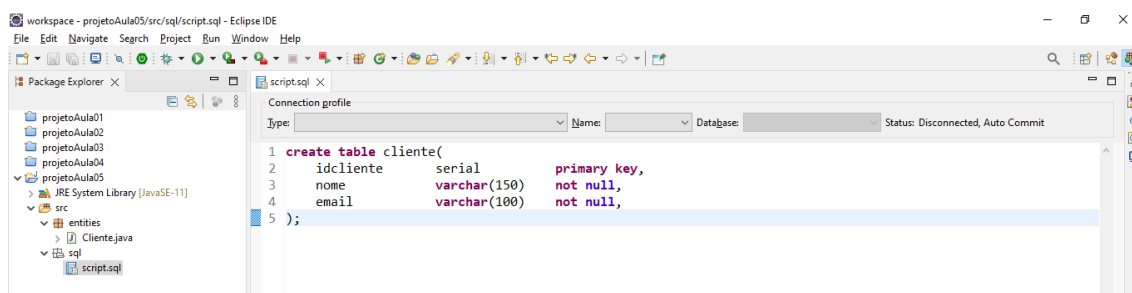 workspace - projetoAula05/src/sql/script.sql - Eclipse IDE
File Edit Navigate Search Project Run Window Help
Package Explorer
script.sql
Connection profile
Type: Name: Database: Status: Disconnected, Auto Commit
projetoAula01
projetoAula02
projetoAula03
projetoAula04
projetoAula05
JRE System Library [JavaSE-11]
src
entities
Cliente.java
sql
script.sql
1 create table cliente(
2 idcliente serial primary key,
3 nome varchar(150) not null,
4 email varchar(100) not null,
5 );